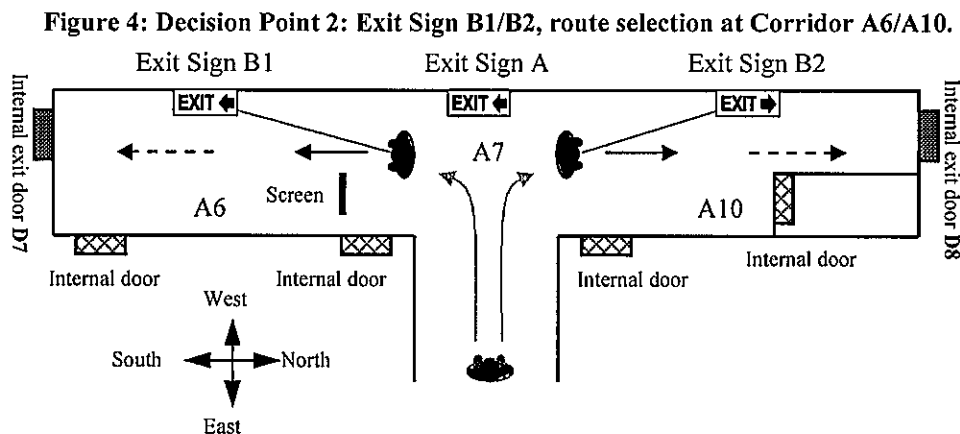 Figure 4: Decision Point 2: Exit Sign B1/B2, route selection at Corridor A6/A10.
Exit Sign B1 Exit Sign A Exit Sign B2
EXIT EXIT EXIT
Internal exit door D7
Internal exit door D8
A7
Screen
A6 A10
Internal door Internal door Internal door Internal door
West
South North
East